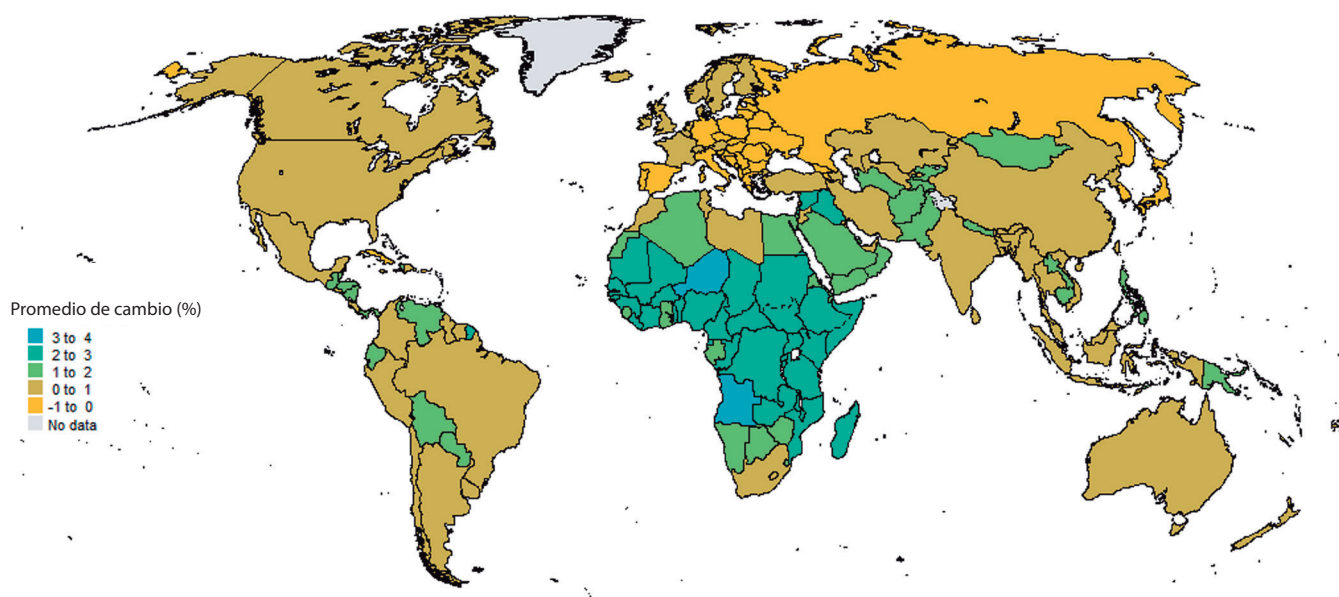 Promedio de cambio (%)
3 to 4
2 to 3
1 to 2
0 to 1
-1 to 0
No data